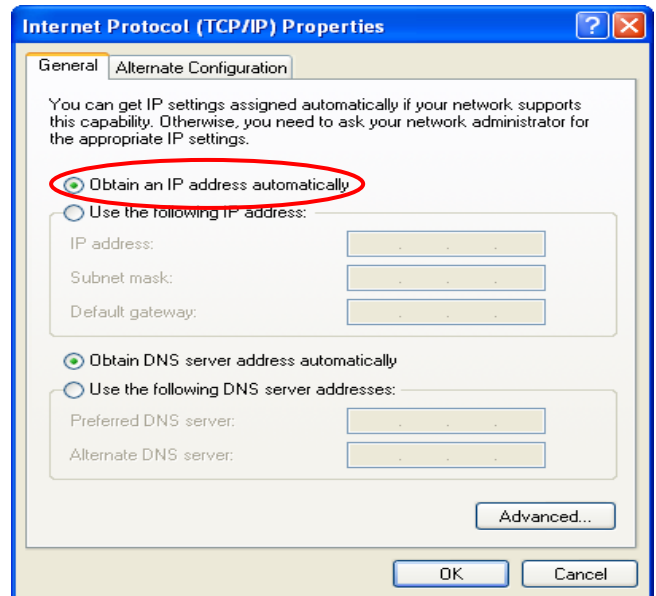 Internet Protocol (TCP/IP) Properties
General
Alternate Configuration
You can get IP settings assigned automatically if your network supports
this capability. Otherwise, you need to ask your network administrator for
the appropriate IP settings.
Obtain an IP address automatically
Use the following IP address:
IP address:
Subnet mask:
Default gateway:
Obtain DNS server address automatically
Use the following DNS server addresses:
Preferred DNS server:
Alternate DNS server:
Advanced...
OK
Cancel